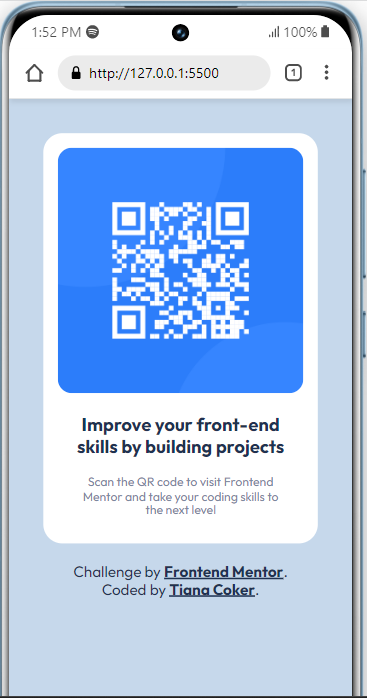 1:52 PM
100%
http://127.0.0.1:5500
1
Improve your front-end
skills by building projects
Scan the QR code to visit Frontend
Mentor and take your coding skills to
the next level
Challenge by Frontend Mentor.
Coded by Tiana Coker.